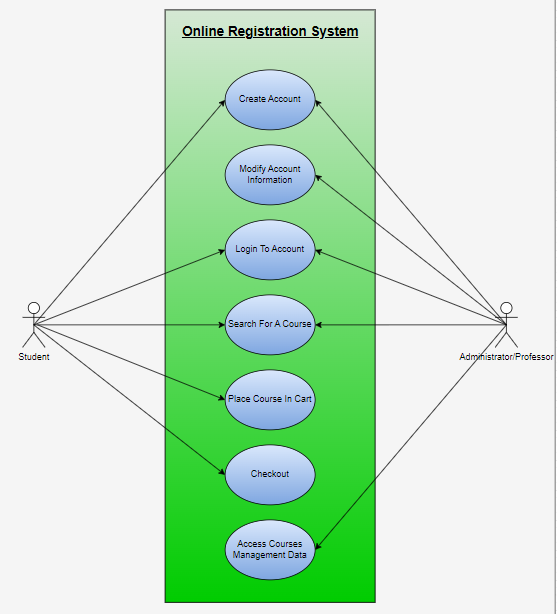 Online Registration System
Create Account
Modify Account
Information
Login To Account
Search For A Course
Student
Administrator/Professor
Place Course In Cart
Checkout
Access Courses
Management Data